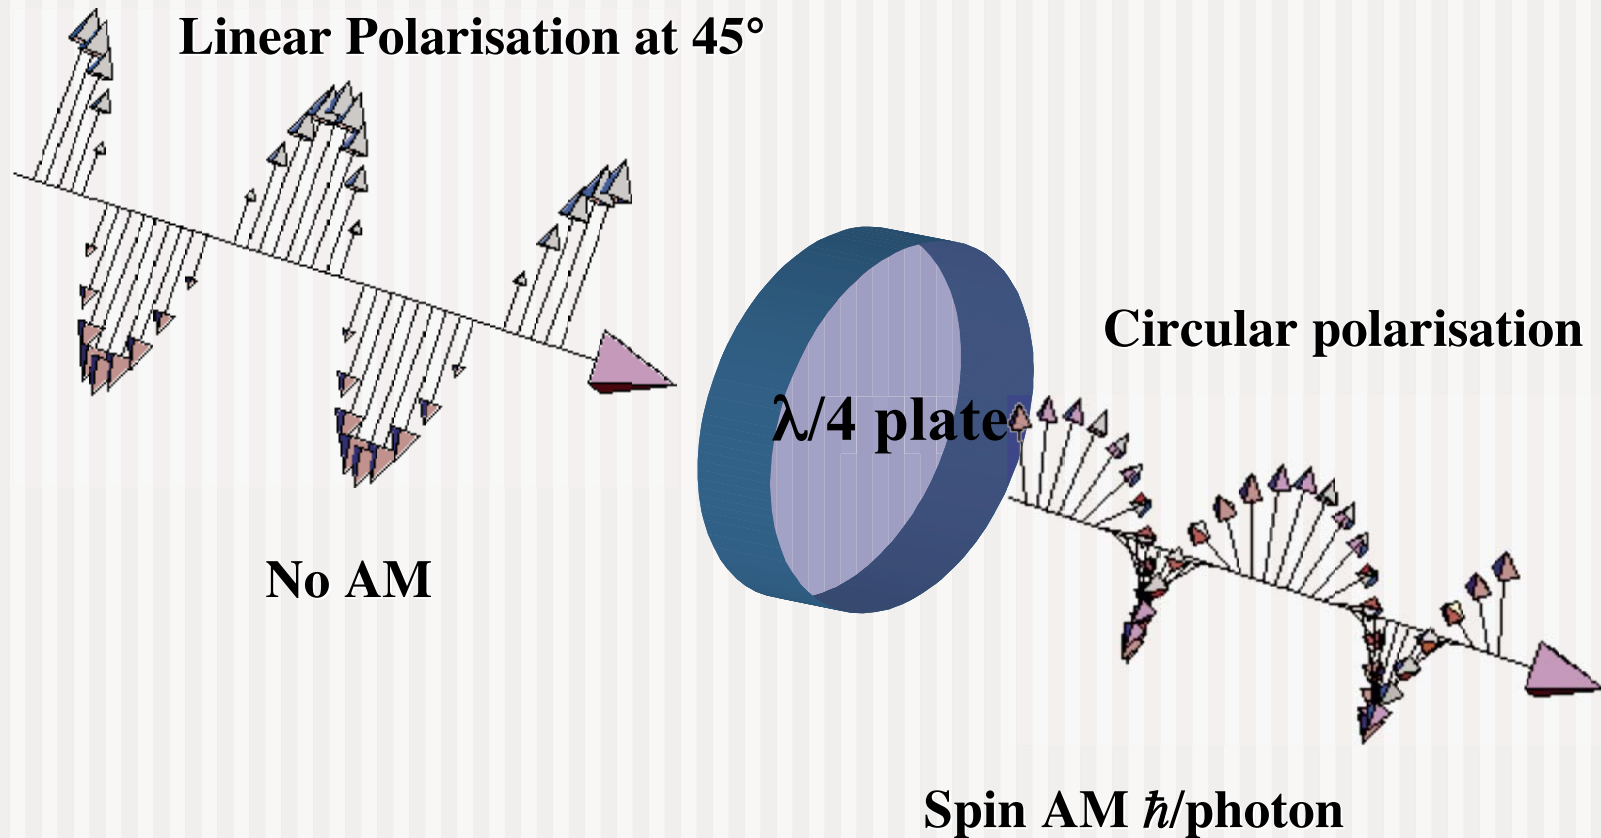 Linear Polarisation at 45°
λ/4 plate
Circular polarisation
No AM
Spin AM ℏ/photon